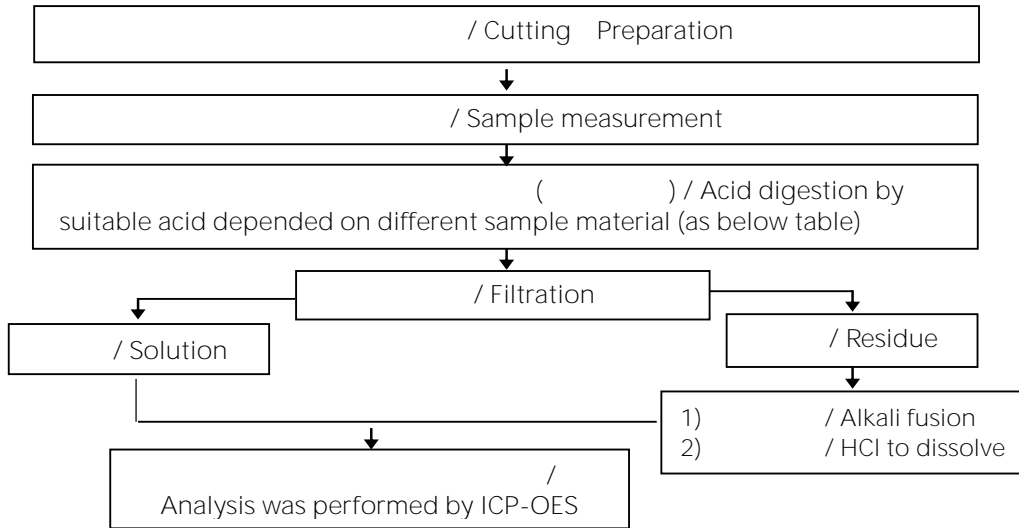 / Cutting Preparation
/ Sample measurement
( ) / Acid digestion by
suitable acid depended on different sample material (as below table)
/ Filtration
/ Solution
/ Residue
1) / Alkali fusion
2) / HCl to dissolve
/
Analysis was performed by ICP-OES